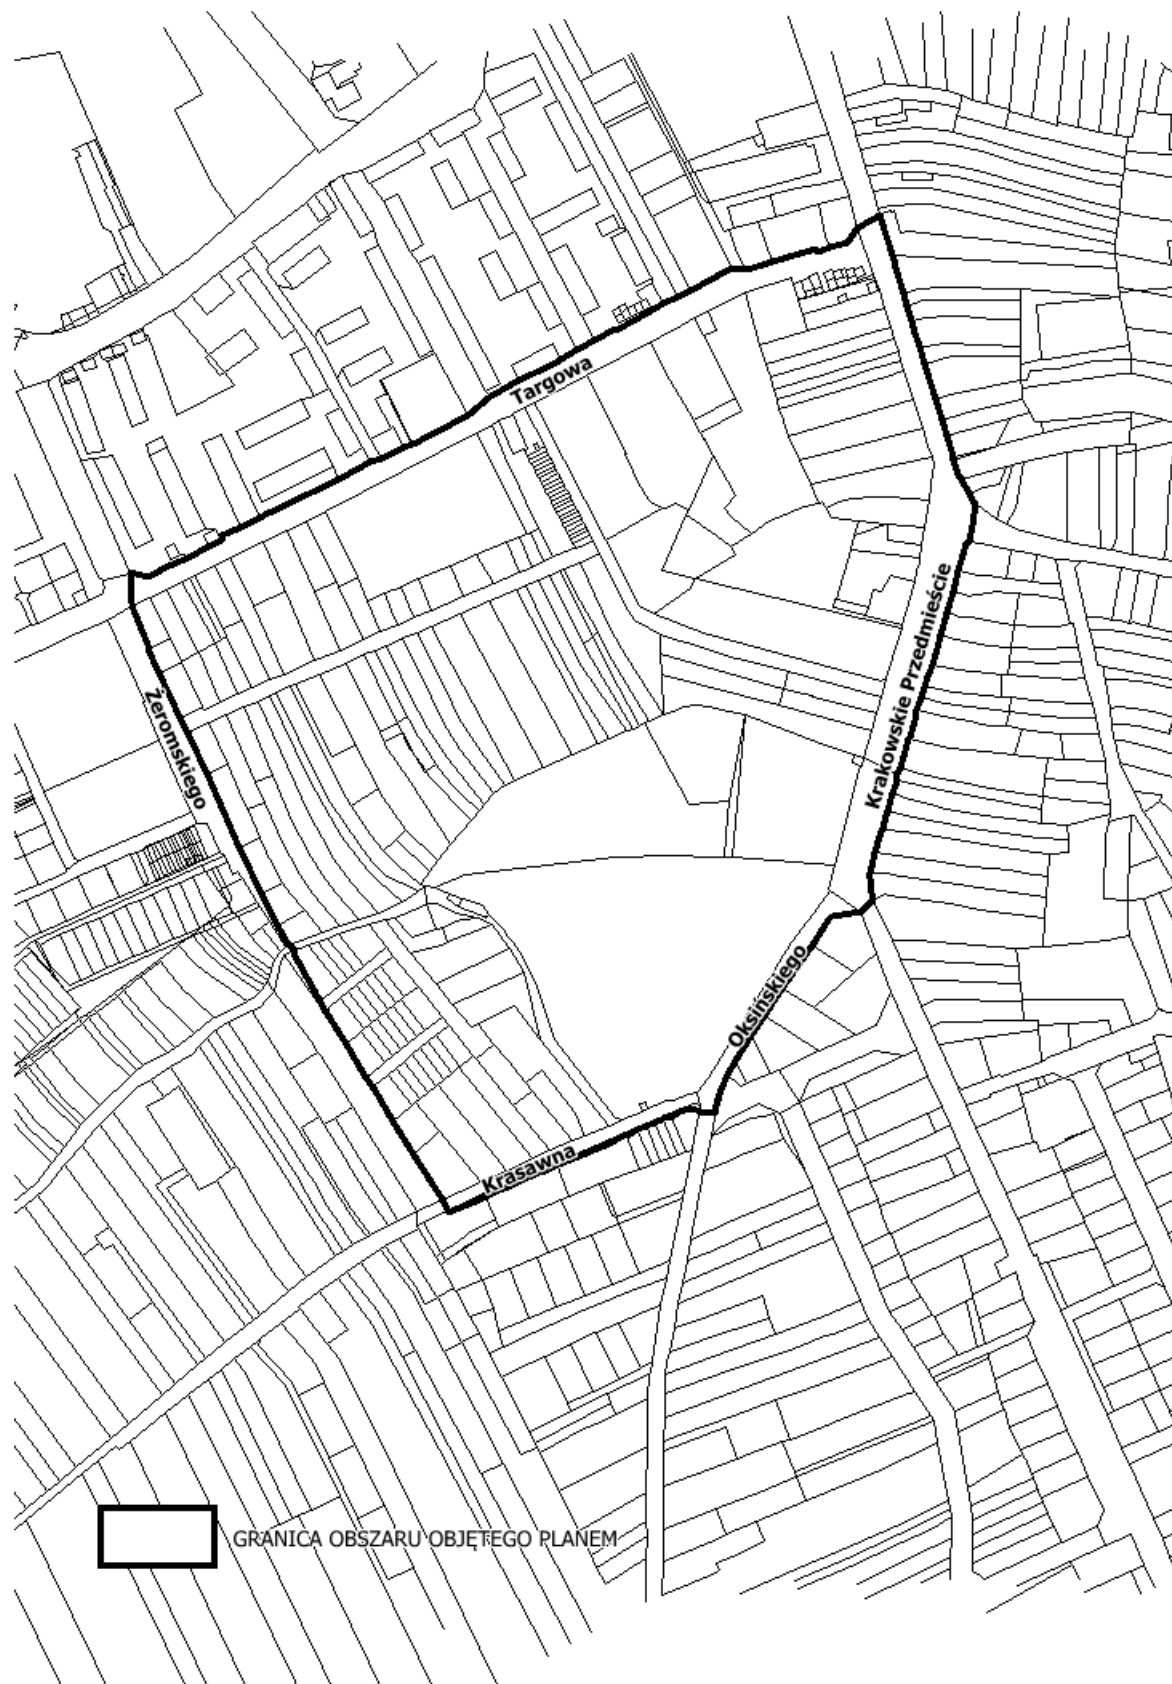 Targowa
Żeromskiego
Krakowskie Przedmieście
Oksińskiego
Krasawna
GRANICA OBSZARU OBJĘTEGO PLANEM